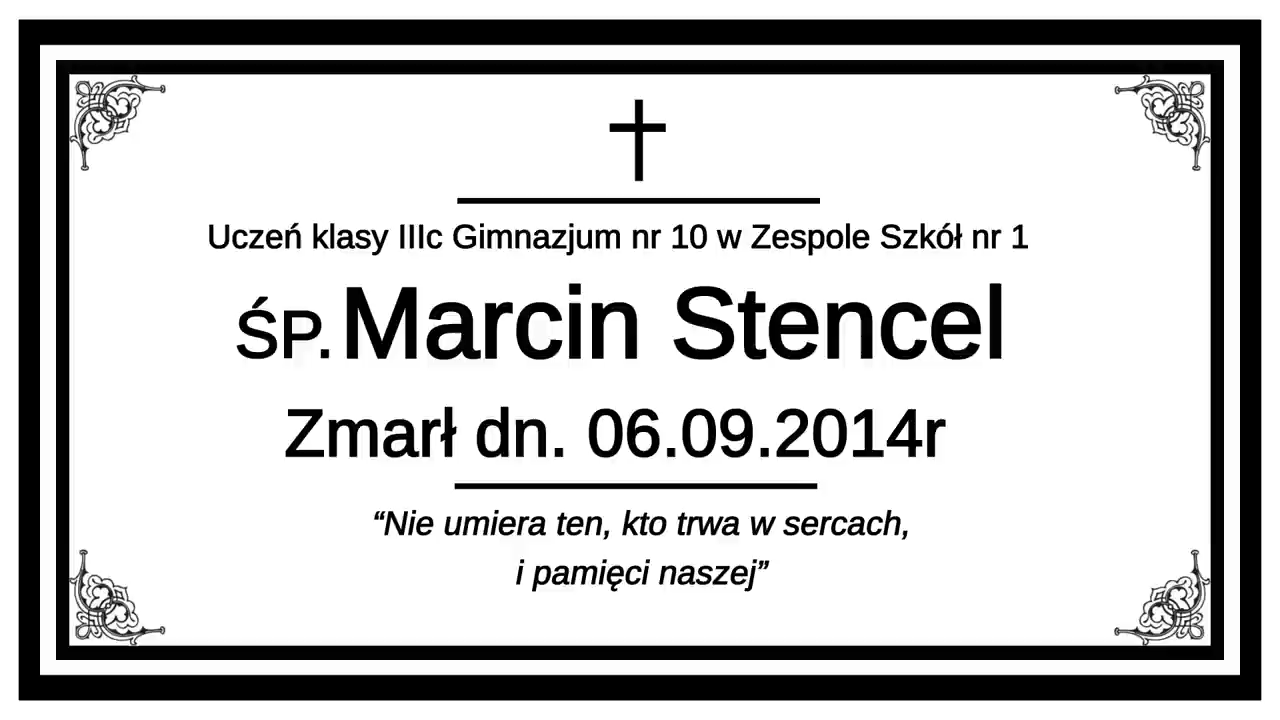 Uczeń klasy IIIc Gimnazjum nr 10 w Zespole Szkół nr 1
ŚP. Marcin Stencel
Zmarł dn. 06.09.2014r
“Nie umiera ten, kto trwa w sercach,
i pamięci naszej”